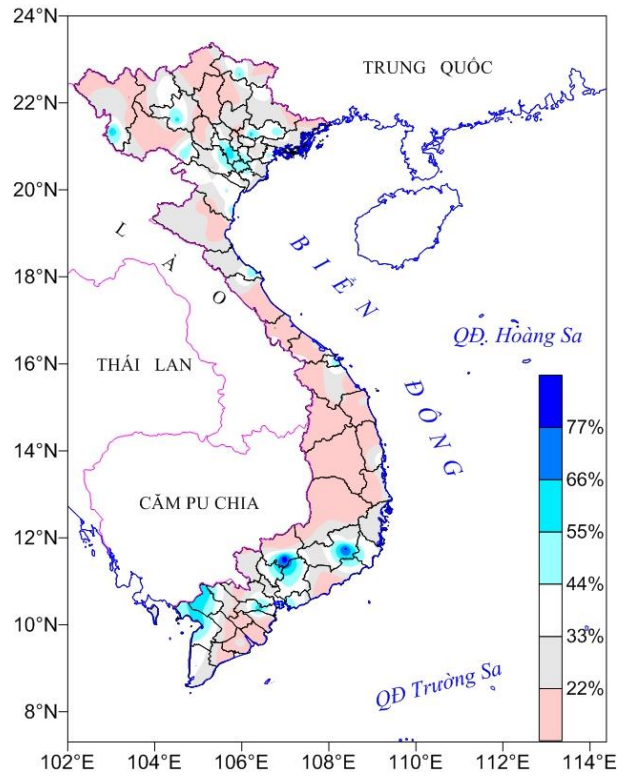 24°N
22°N
20°N
18°N
16°N
14°N
12°N
10°N
8°N
TRUNG QUỐC
LÀO
BIỂN
ĐÔNG
QĐ. Hoàng Sa
THÁI LAN
CĂM PU CHIA
QĐ Trường Sa
77%
66%
55%
44%
33%
22%
102°E
104°E
106°E
108°E
110°E
112°E
114°E